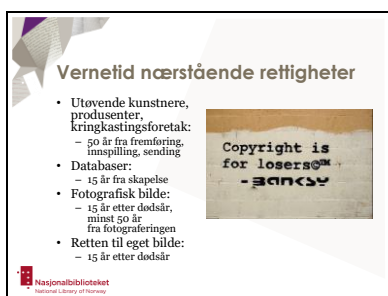 Vernetid nærstående rettigheter
• Utøvende kunstnere,
produsenter,
kringkastingsforetak:
– 50 år fra fremføring,
innspilling, sending
• Databaser:
– 15 år fra skapelse
• Fotografisk bilde:
– 15 år etter dødsår,
minst 50 år
fra fotograferingen
• Retten til eget bilde:
– 15 år etter dødsår
Copyright is
for losers©™
- BANKSY
Nasjonalbiblioteket
National Library of Norway